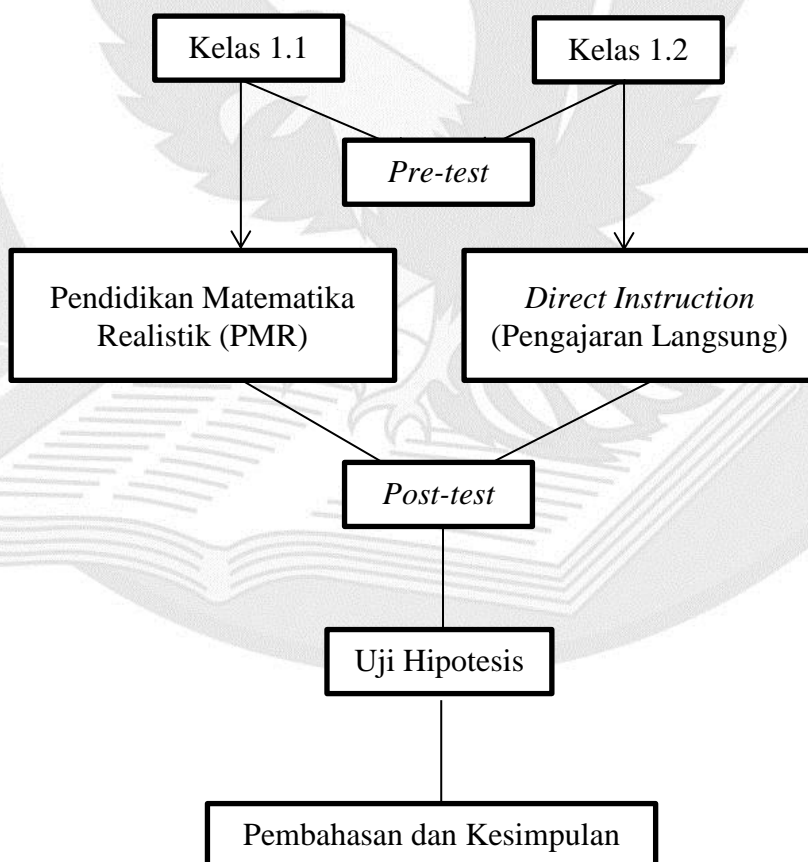 Kelas 1.1
Kelas 1.2
Pre-test
Pendidikan Matematika
Realistik (PMR)
Direct Instruction
(Pengajaran Langsung)
Post-test
Uji Hipotesis
Pembahasan dan Kesimpulan